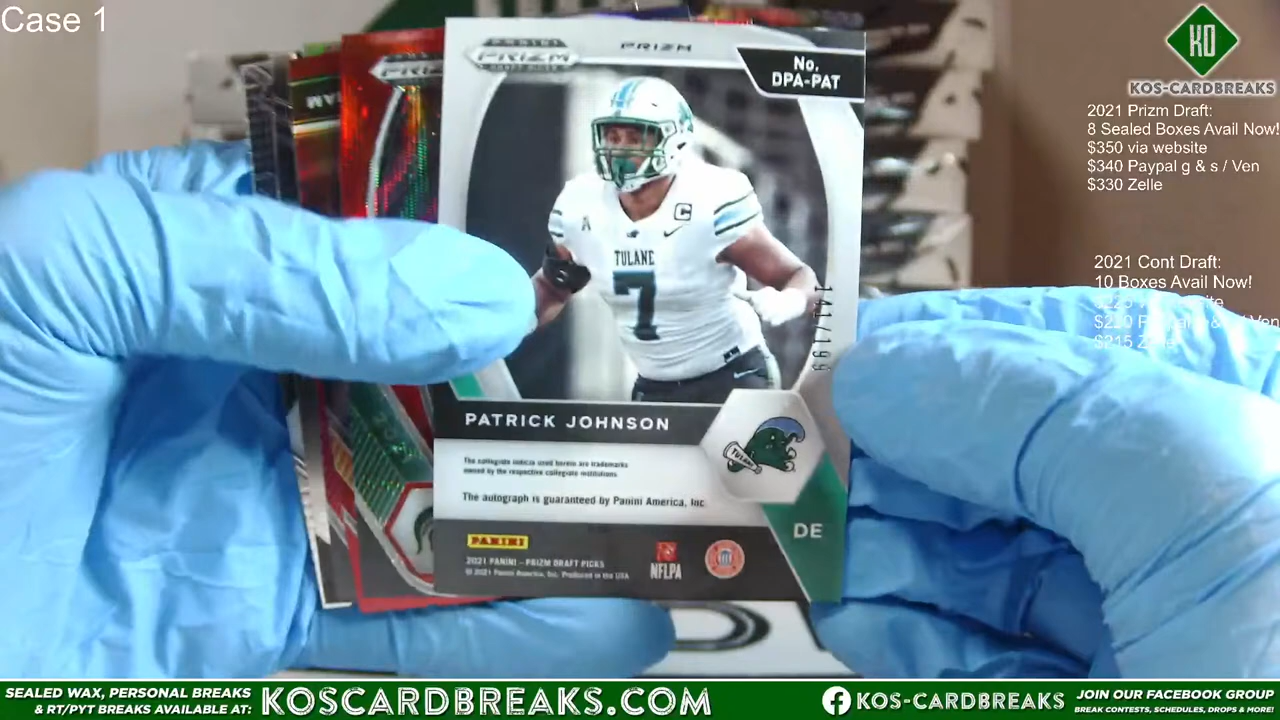 Case 1
KO
KOS-CARDBREAKS
2021 Prizm Draft:
8 Sealed Boxes Avail Now!
$350 via website
$340 Paypal g & s / Ven
$330 Zelle
2021 Cont Draft:
10 Boxes Avail Now!
$215 Zelle
PANINI
PRIZM
PRIZM
No.
DPA-PAT
A
C
TULANE
7
141/199
PATRICK JOHNSON
TULANE
The collegiate indicia used herein are trademarks
owned by the respective collegiate institutions.
The autograph is guaranteed by Panini America, Inc.
DE
PANINI
2021 PANINI – PRIZM DRAFT PICKS
© 2021 Panini America, Inc. Produced in the USA
NFLPA
SEALED WAX, PERSONAL BREAKS
& RT/PYT BREAKS AVAILABLE AT:
KOSCARDBREAKS.COM
KOS-CARDBREAKS
JOIN OUR FACEBOOK GROUP
BREAK CONTESTS, SCHEDULES, DROPS & MORE!